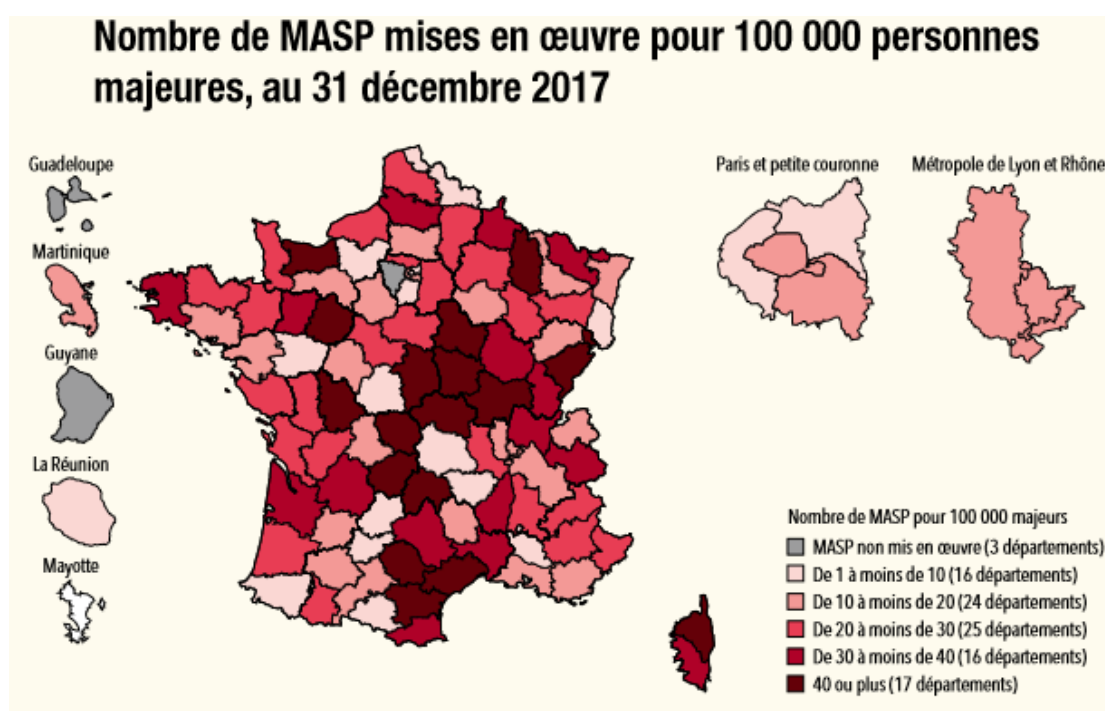 Nombre de MASP mises en œuvre pour 100 000 personnes
majeures, au 31 décembre 2017
Guadeloupe
Martinique
Guyane
La Réunion
Mayotte
Paris et petite couronne
Métropole de Lyon et Rhône
Nombre de MASP pour 100 000 majeurs
MASP non mis en œuvre (3 départements)
De 1 à moins de 10 (16 départements)
De 10 à moins de 20 (24 départements)
De 20 à moins de 30 (25 départements)
De 30 à moins de 40 (16 départements)
40 ou plus (17 départements)